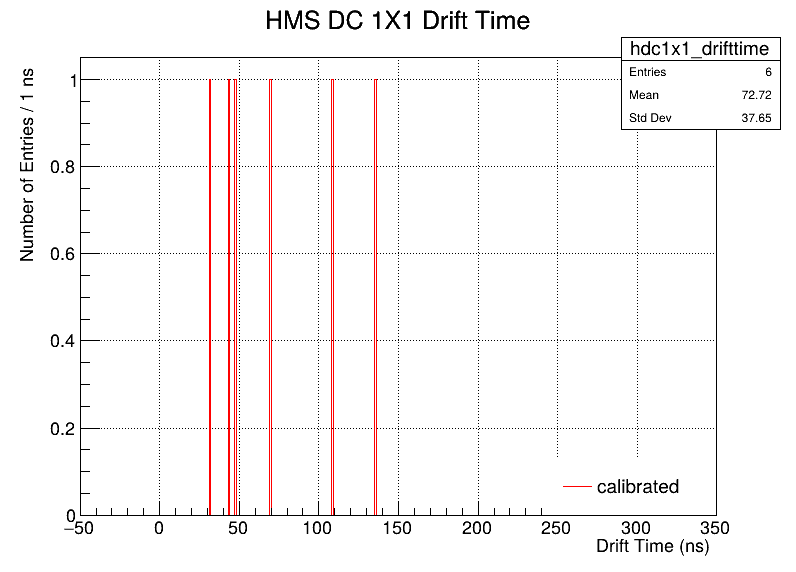 HMS DC 1X1 Drift Time
hdc1x1_drifttime
Entries 6
Mean 72.72
Std Dev 37.65
Number of Entries / 1 ns
1
0.8
0.6
0.4
0.2
0
−50 0 50 100 150 200 250 300 350
Drift Time (ns)
calibrated